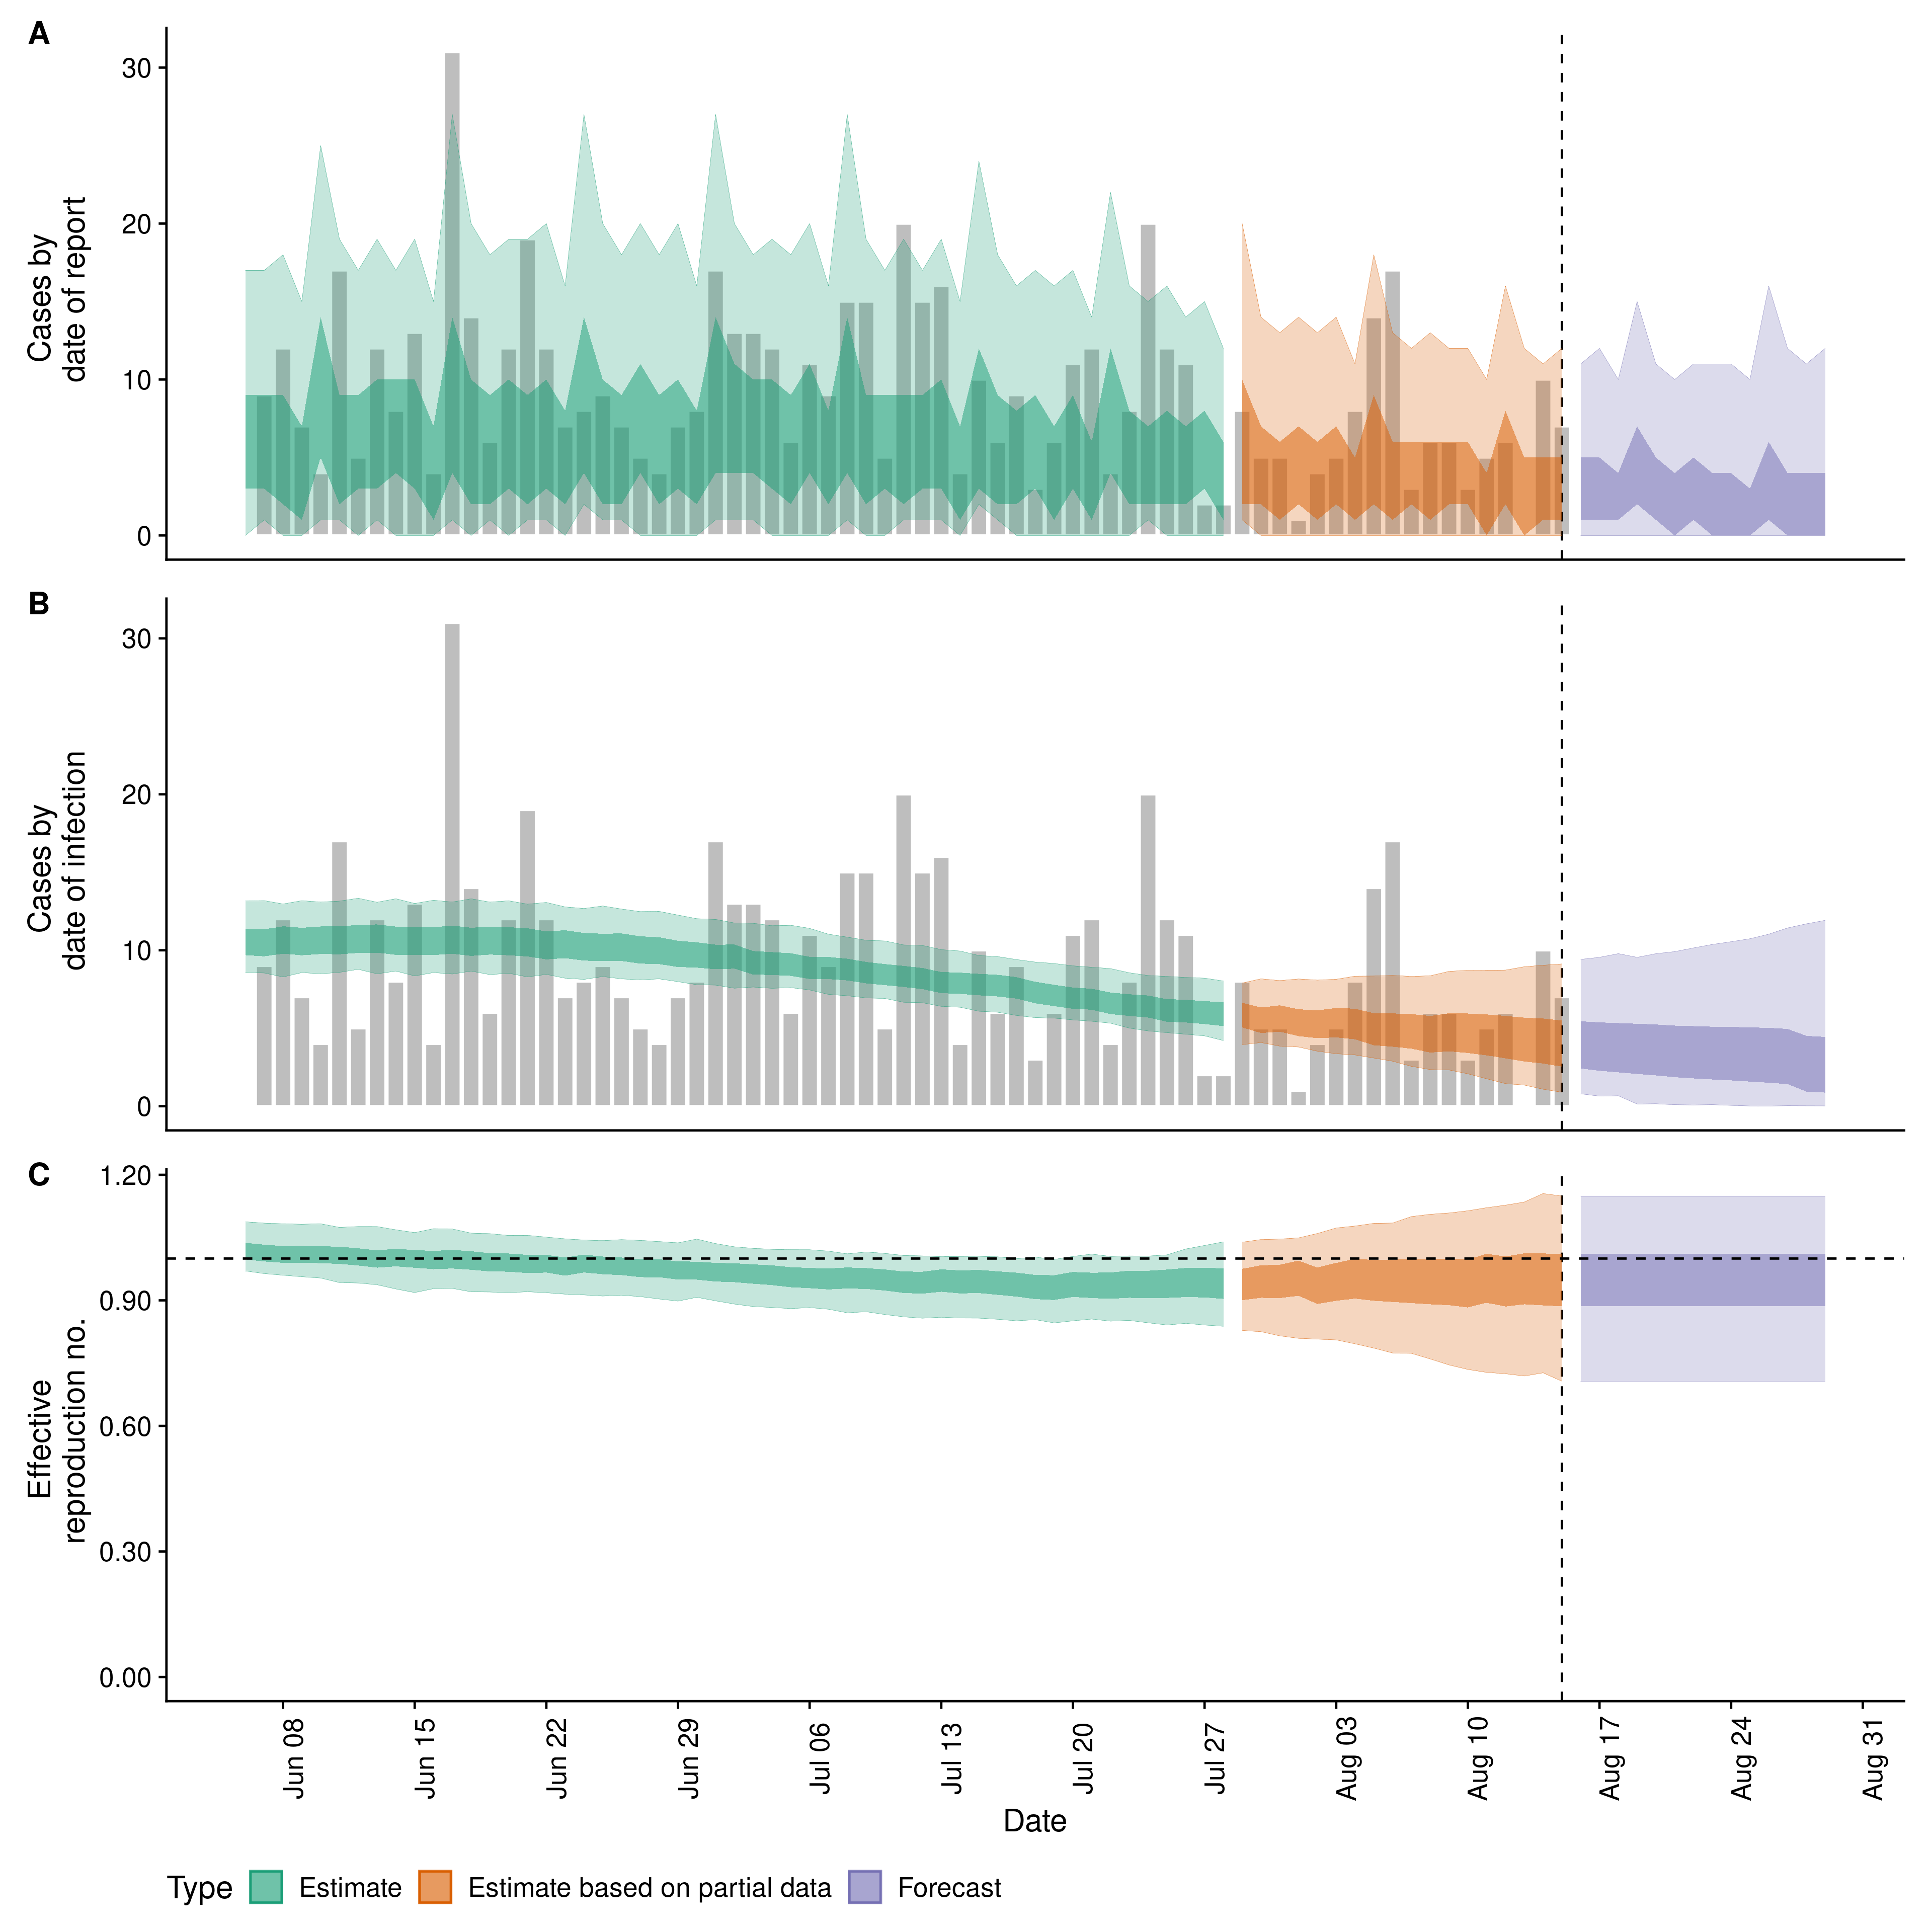 A
30
20
10
0
Cases by
date of report
B
30
20
10
0
Cases by
date of infection
C
1.20
0.90
0.60
0.30
0.00
Effective
reproduction no.
Jun 08
Jun 15
Jun 22
Jun 29
Jul 06
Jul 13
Jul 20
Jul 27
Aug 03
Aug 10
Aug 17
Aug 24
Aug 31
Date
Type Estimate Estimate based on partial data Forecast